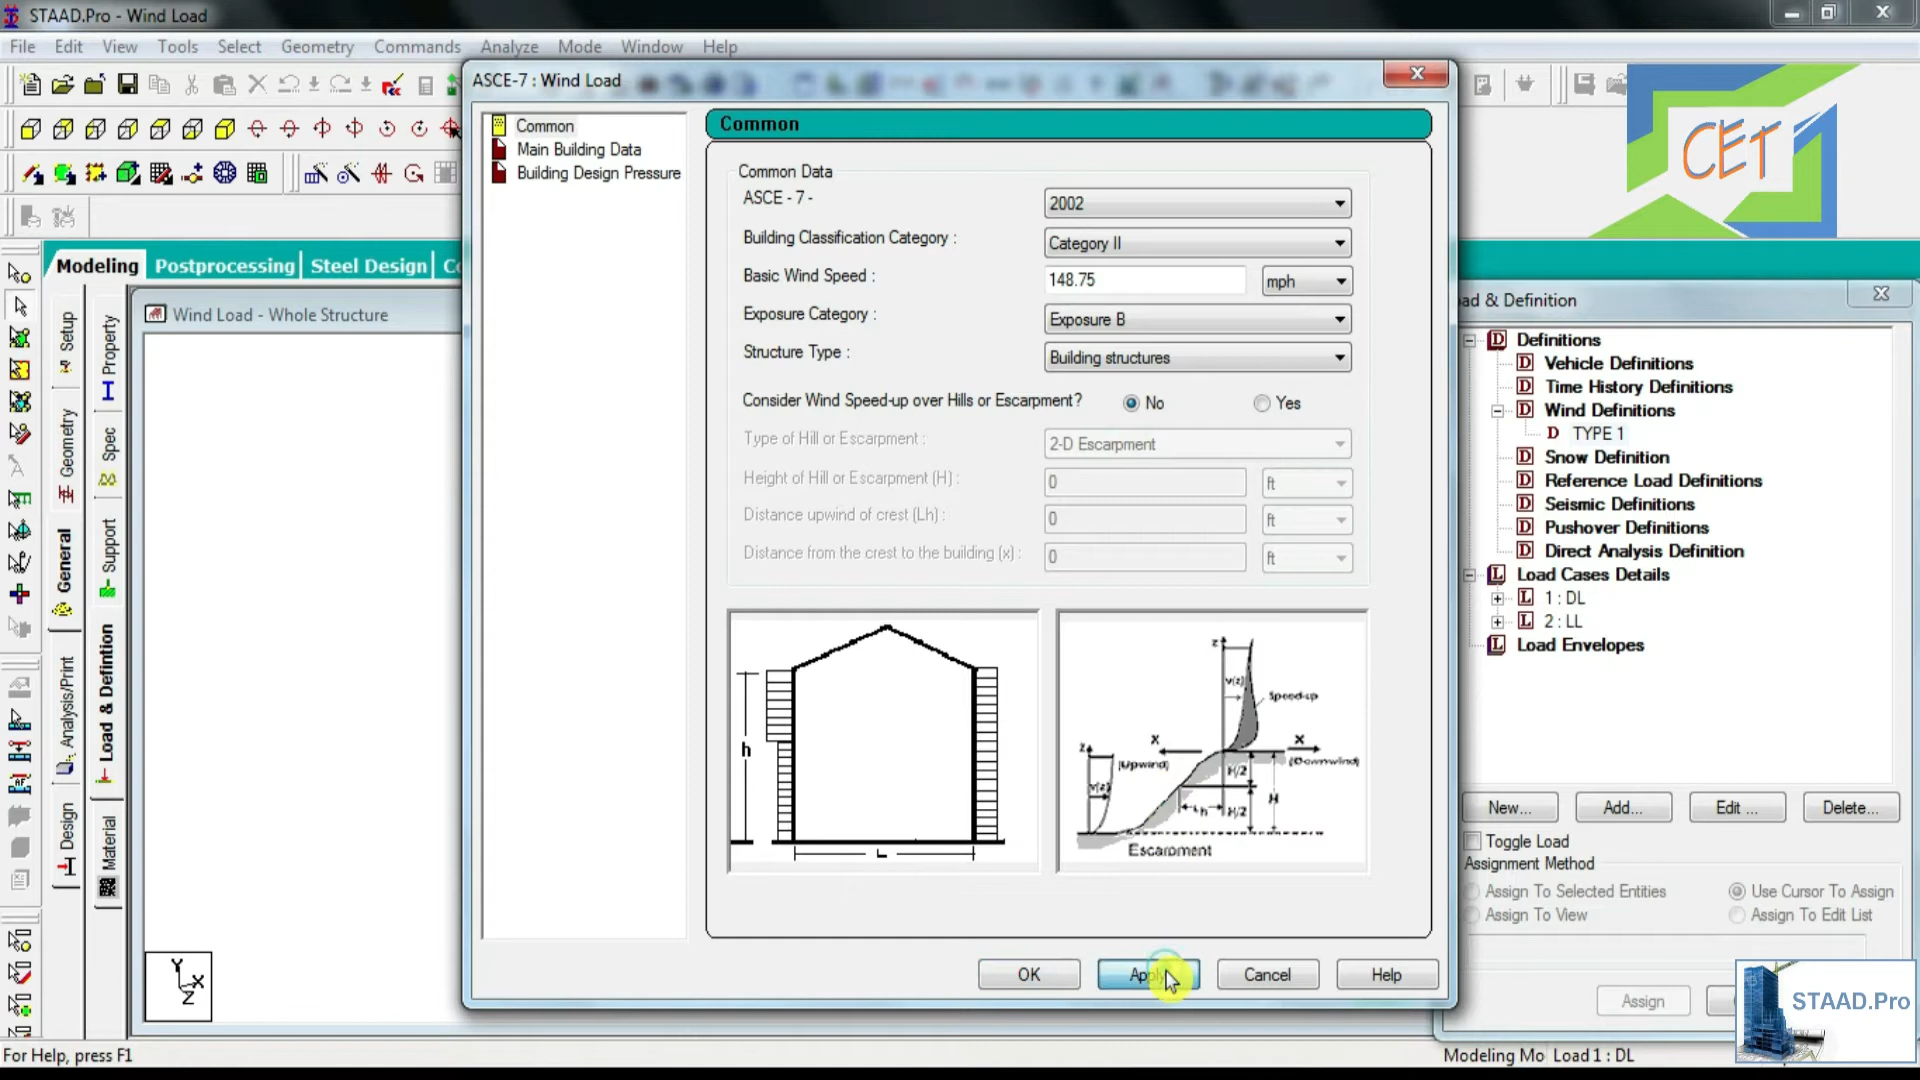 STAAD.Pro - Wind Load
File Edit View Tools Select Geometry Commands Analyze Mode Window Help
ASCE-7 : Wind Load
CET
Common
Main Building Data
Building Design Pressure
Common
Common Data
ASCE - 7 - 2002
Building Classification Category : Category II
Basic Wind Speed : 148.75 mph
Exposure Category : Exposure B
Structure Type : Building structures
Consider Wind Speed-up over Hills or Escarpment? No Yes
Type of Hill or Escarpment : 2-D Escarpment
Height of Hill or Escarpment (H) : 0 ft
Distance upwind of crest (Lh) : 0 ft
Distance from the crest to the building (x) : 0 ft
h
L
z
V(z)
Speed-up
X X
(Upwind) (Downwind)
z
V(z)
H/2
H
Lh
H/2
Escarpment
OK Apply Cancel Help
Modeling Postprocessing Steel Design
Wind Load - Whole Structure
Setup
Geometry
General
Analysis/Print
Design
Property
Spec
Support
Load & Definition
Material
Y
X
Z
ad & Definition
Definitions
Vehicle Definitions
Time History Definitions
Wind Definitions
TYPE 1
Snow Definition
Reference Load Definitions
Seismic Definitions
Pushover Definitions
Direct Analysis Definition
Load Cases Details
1 : DL
2 : LL
Load Envelopes
New... Add... Edit ... Delete...
Toggle Load
Assignment Method
Assign To Selected Entities Use Cursor To Assign
Assign To View Assign To Edit List
Assign
STAAD.Pro
For Help, press F1
Modeling Mo Load 1 : DL